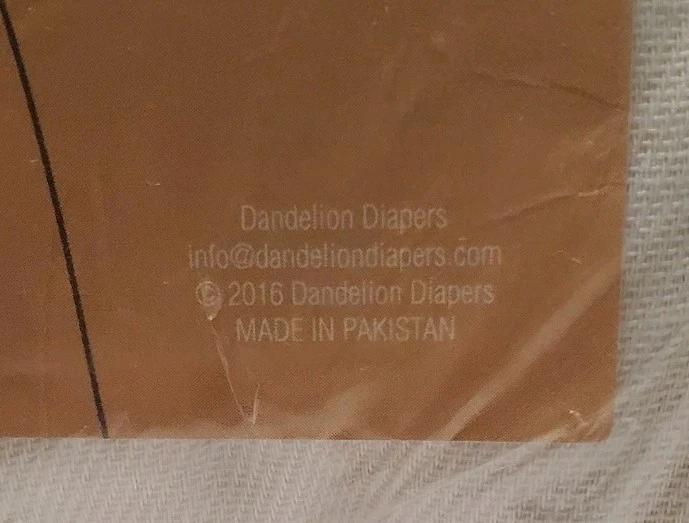 Dandelion Diapers
info@dandeliondiapers.com
© 2016 Dandelion Diapers
MADE IN PAKISTAN